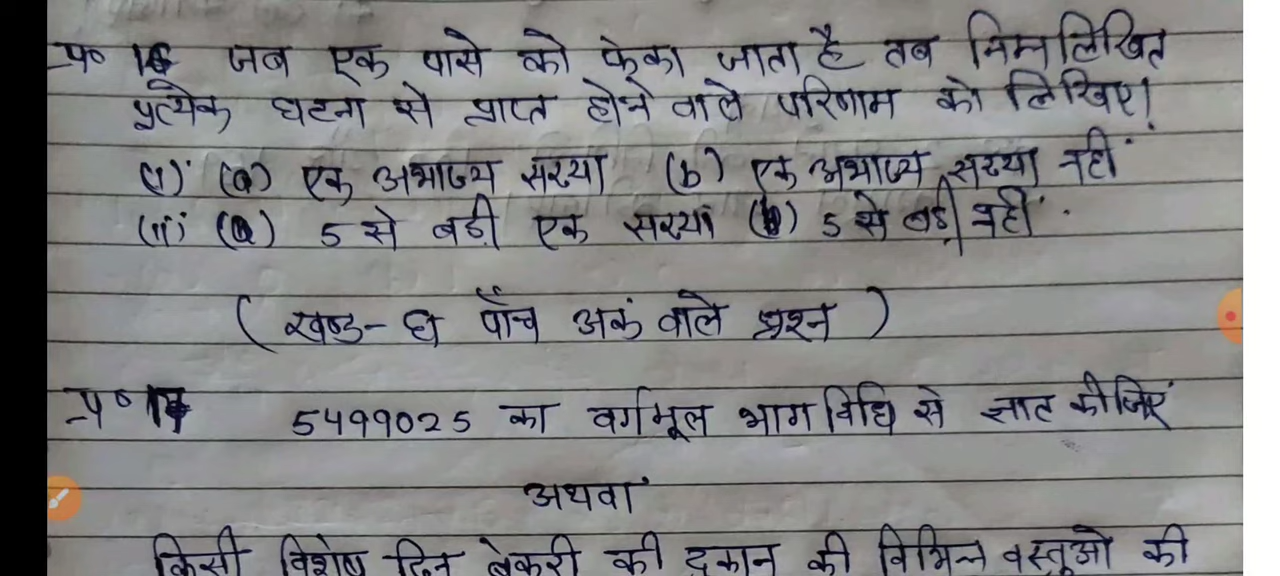 प्र० 16 जब एक पासे को फेका जाता है तब निम्नलिखित
प्रत्येक घटना से प्राप्त होने वाले परिणाम को लिखिए।
(i) (a) एक अभाज्य संख्या (b) एक अभाज्य संख्या नहीं
(ii) (a) 5 से बड़ी एक संख्या (b) 5 से बड़ी नहीं.
(खण्ड-घ पाँच अकं वाले प्रश्न)
प्र० 17 5499025 का वर्गमूल भाग विधि से ज्ञात कीजिए
अथवा
किसी विशेष दिन बेकरी की दुकान की विभिन्न वस्तुओ की